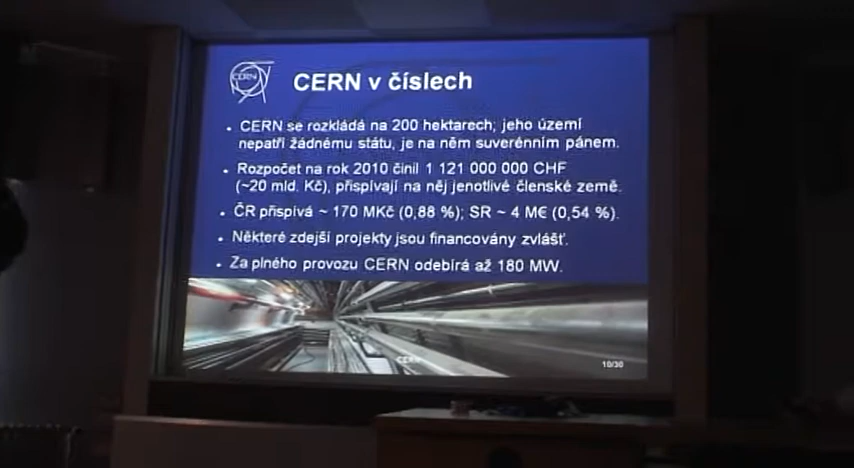 CERN
CERN v číslech
• CERN se rozkládá na 200 hektarech; jeho území
nepatří žádnému státu, je na něm suverénním pánem.
• Rozpočet na rok 2010 činil 1 121 000 000 CHF
(~20 mld. Kč), přispívají na něj jenotlivé členské země.
• ČR přispívá ~ 170 MKč (0,88 %); SR ~ 4 M€ (0,54 %).
• Některé zdejší projekty jsou financovány zvlášť.
• Za plného provozu CERN odebírá až 180 MW.
CERN
10/30